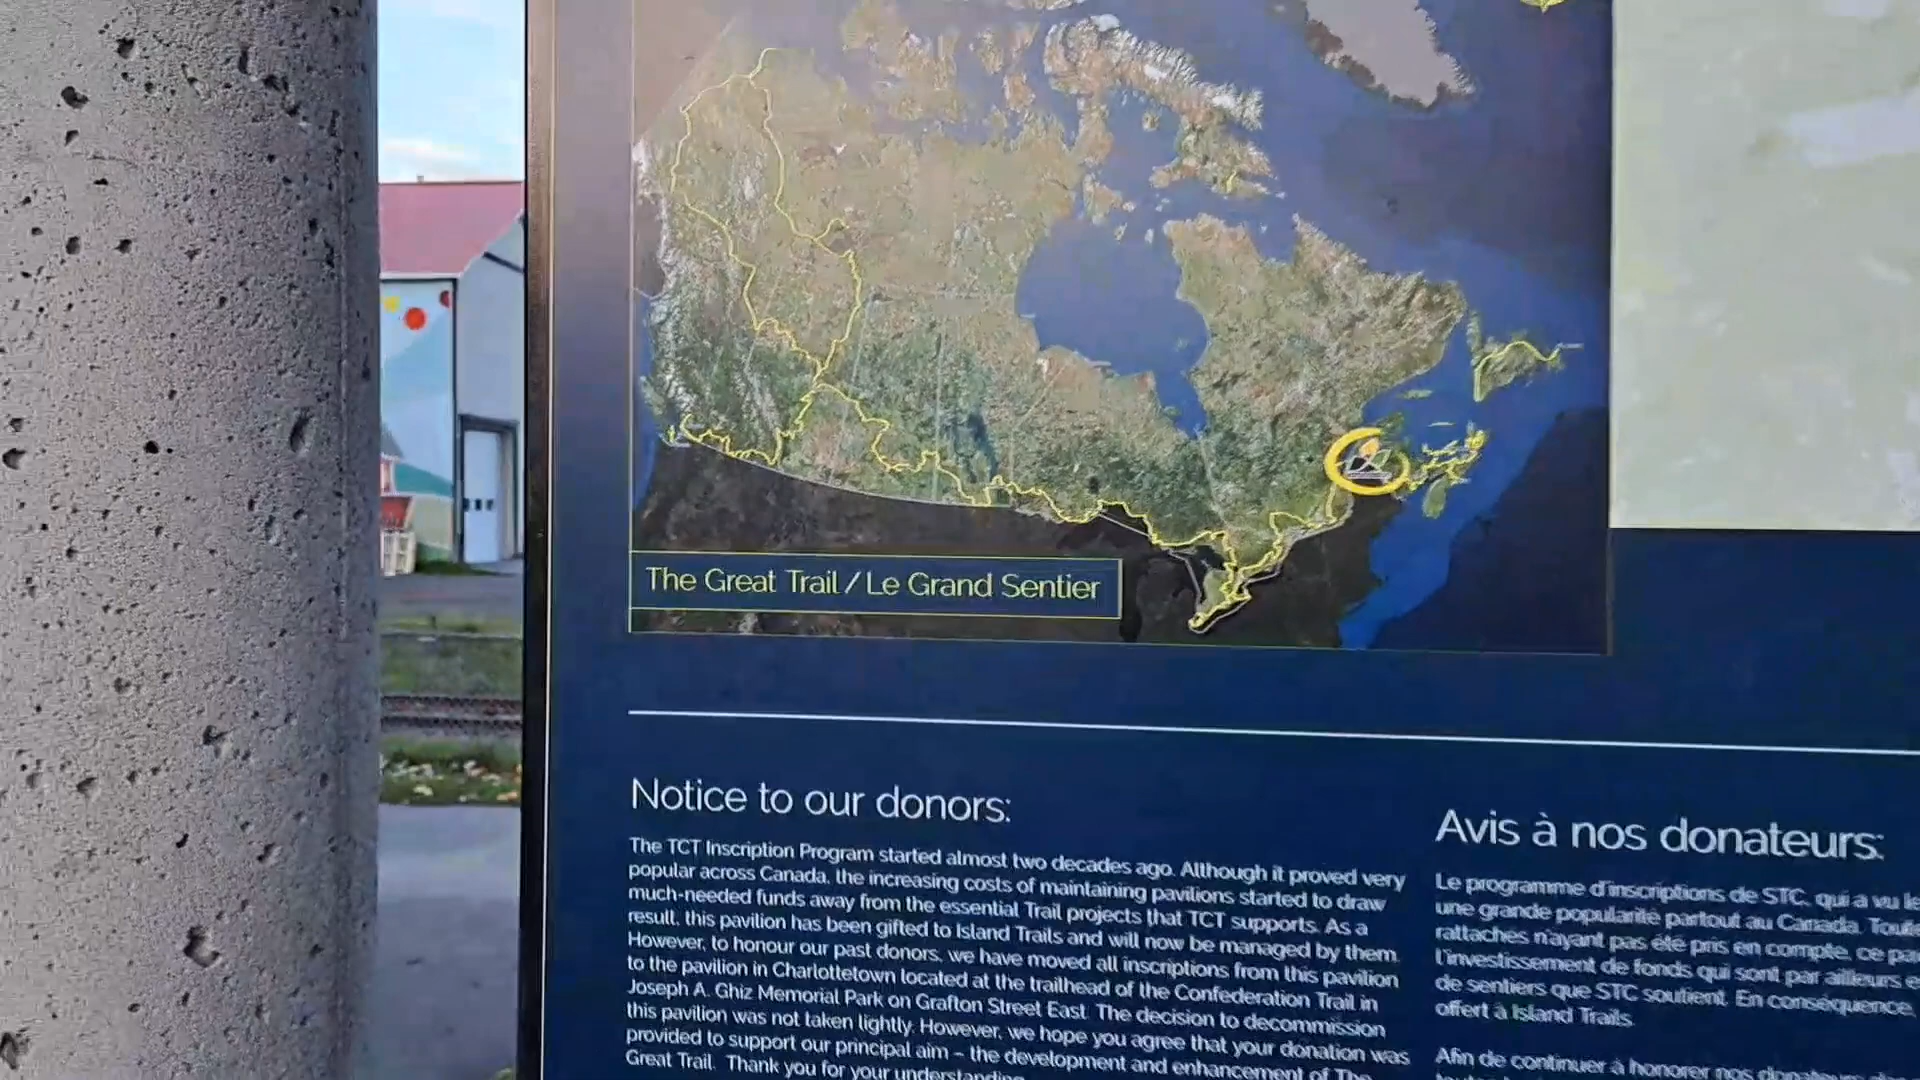 The Great Trail / Le Grand Sentier
Notice to our donors:
The TCT Inscription Program started almost two decades ago. Although it proved very
popular across Canada, the increasing costs of maintaining pavilions started to draw
much-needed funds away from the essential Trail projects that TCT supports. As a
result, this pavilion has been gifted to Island Trails and will now be managed by them.
However, to honour our past donors, we have moved all inscriptions from this pavilion
to the pavilion in Charlottetown located at the trailhead of the Confederation Trail in
Joseph A. Ghiz Memorial Park on Grafton Street East. The decision to decommission
this pavilion was not taken lightly. However, we hope you agree that your donation was
provided to support our principal aim – the development and enhancement of The
Great Trail. Thank you for your understanding.
Avis à nos donateurs:
Le programme d'inscriptions de STC, qui a vu le
une grande popularité partout au Canada.
rattaches n'ayant pas été pris en compte, ce
l'investissement de fonds qui sont par ailleurs
de sentiers que STC soutient. En conséquence,
offert à Island Trails.
Afin de continuer à honorer nos donateurs